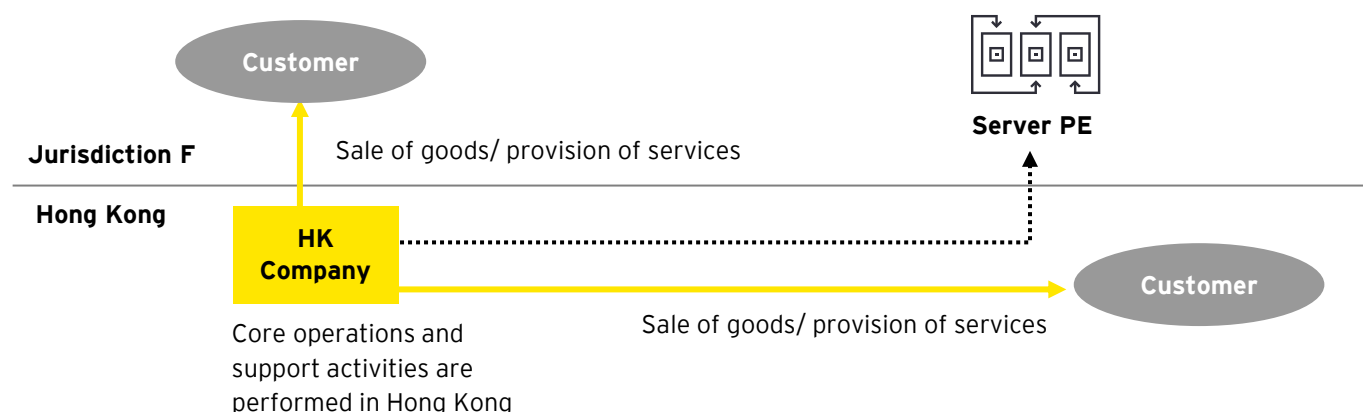 Customer
Server PE
Jurisdiction F
Sale of goods/ provision of services
Hong Kong
HK
Company
Customer
Sale of goods/ provision of services
Core operations and
support activities are
performed in Hong Kong